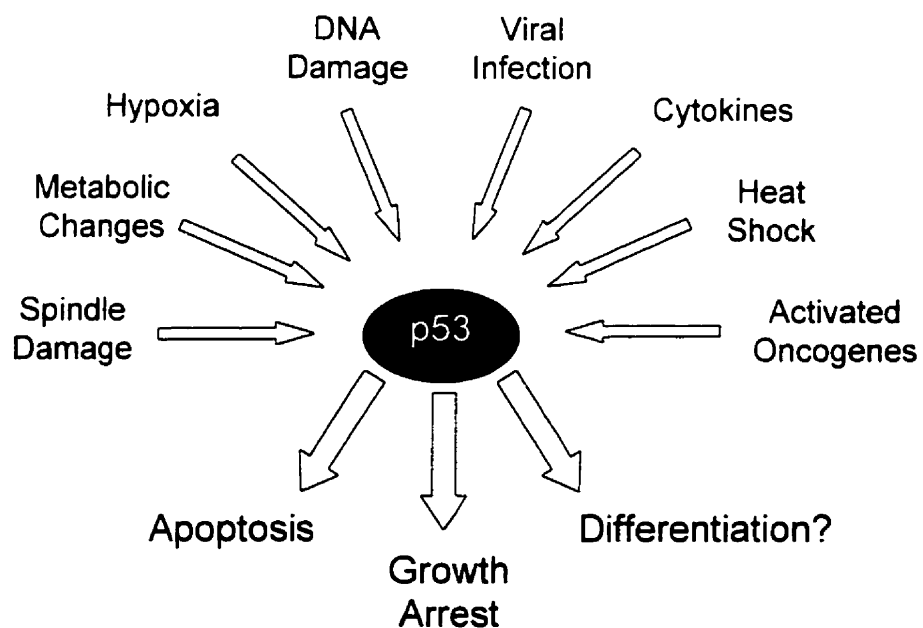 DNA
Damage
Viral
Infection
Hypoxia
Cytokines
Metabolic
Changes
Heat
Shock
Spindle
Damage
p53
Activated
Oncogenes
Apoptosis
Growth
Arrest
Differentiation?